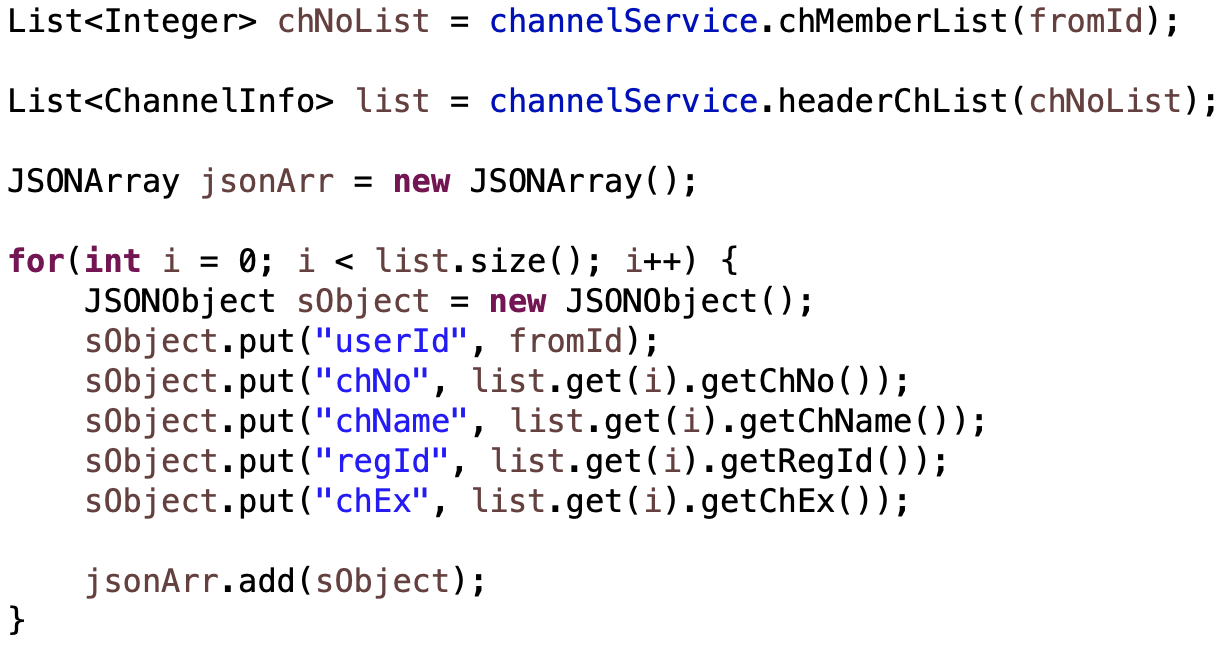 List<Integer> chNoList = channelService.chMemberList(fromId);

List<ChannelInfo> list = channelService.headerChList(chNoList);

JSONArray jsonArr = new JSONArray();

for(int i = 0; i < list.size(); i++) {
    JSONObject sObject = new JSONObject();
    sObject.put("userId", fromId);
    sObject.put("chNo", list.get(i).getChNo());
    sObject.put("chName", list.get(i).getChName());
    sObject.put("regId", list.get(i).getRegId());
    sObject.put("chEx", list.get(i).getChEx());

    jsonArr.add(sObject);
}